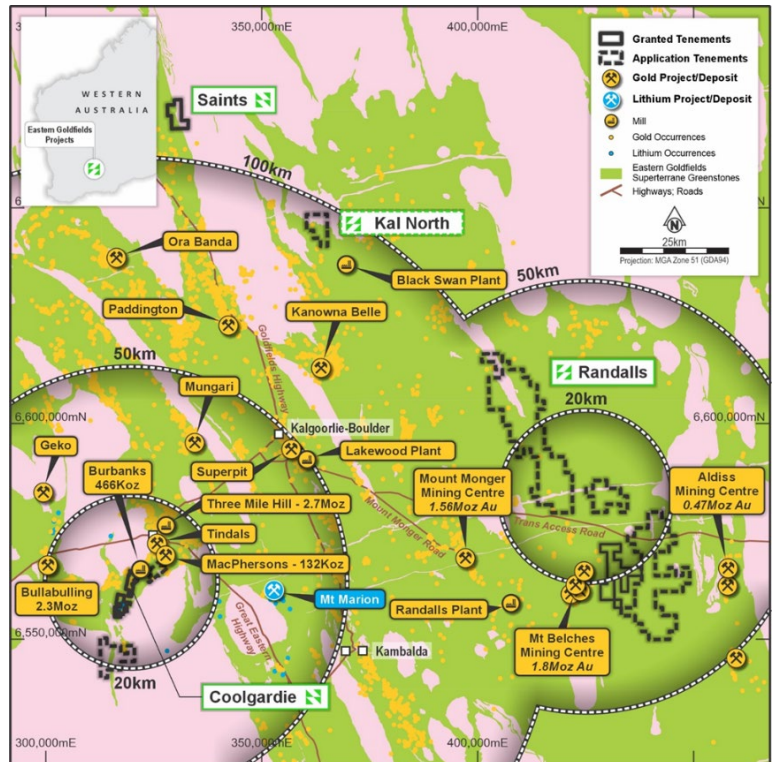 300,000mE
350,000mE
400,000mE
WESTERN
AUSTRALIA
Eastern Goldfields
Projects
Saints
Granted Tenements
Application Tenements
Gold Project/Deposit
Lithium Project/Deposit
Mill
Gold Occurrences
Lithium Occurrences
Eastern Goldfields
Superterrane Greenstones
Highways; Roads
N
25km
Projection: MGA Zone 51 (GDA94)
100km
Kal North
Ora Banda
Black Swan Plant
50km
Paddington
Kanowna Belle
Goldfields Highway
50km
Randalls
20km
Mungari
6,600,000mN
6,600,000mN
Kalgoorlie-Boulder
Geko
Superpit
Lakewood Plant
Burbanks
466Koz
Mount Monger
Mining Centre
1.56Moz Au
Aldiss
Mining Centre
0.47Moz Au
Three Mile Hill - 2.7Moz
Mount Monger Road
Trans Access Road
Tindals
MacPhersons - 132Koz
Bullabulling
2.3Moz
Mt Marion
Randalls Plant
Great Eastern
Highway
Mt Belches
Mining Centre
1.8Moz Au
6,550,000mN
6,550,000mN
Kambalda
20km
Coolgardie
300,000mE
350,000mE
400,000mE